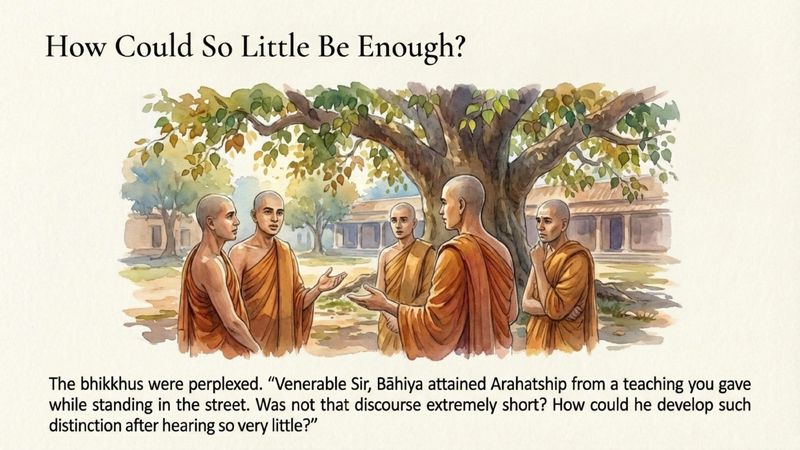 How Could So Little Be Enough?
The bhikkhus were perplexed. “Venerable Sir, Bāhiya attained Arahatship from a teaching you gave
while standing in the street. Was not that discourse extremely short? How could he develop such
distinction after hearing so very little?”